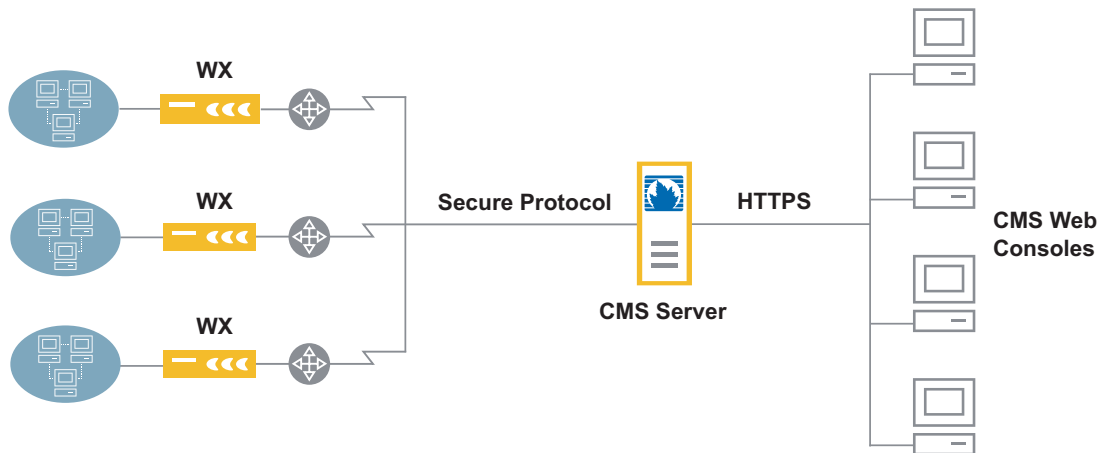 WX
WX
WX
Secure Protocol
HTTPS
CMS Server
CMS Web
Consoles